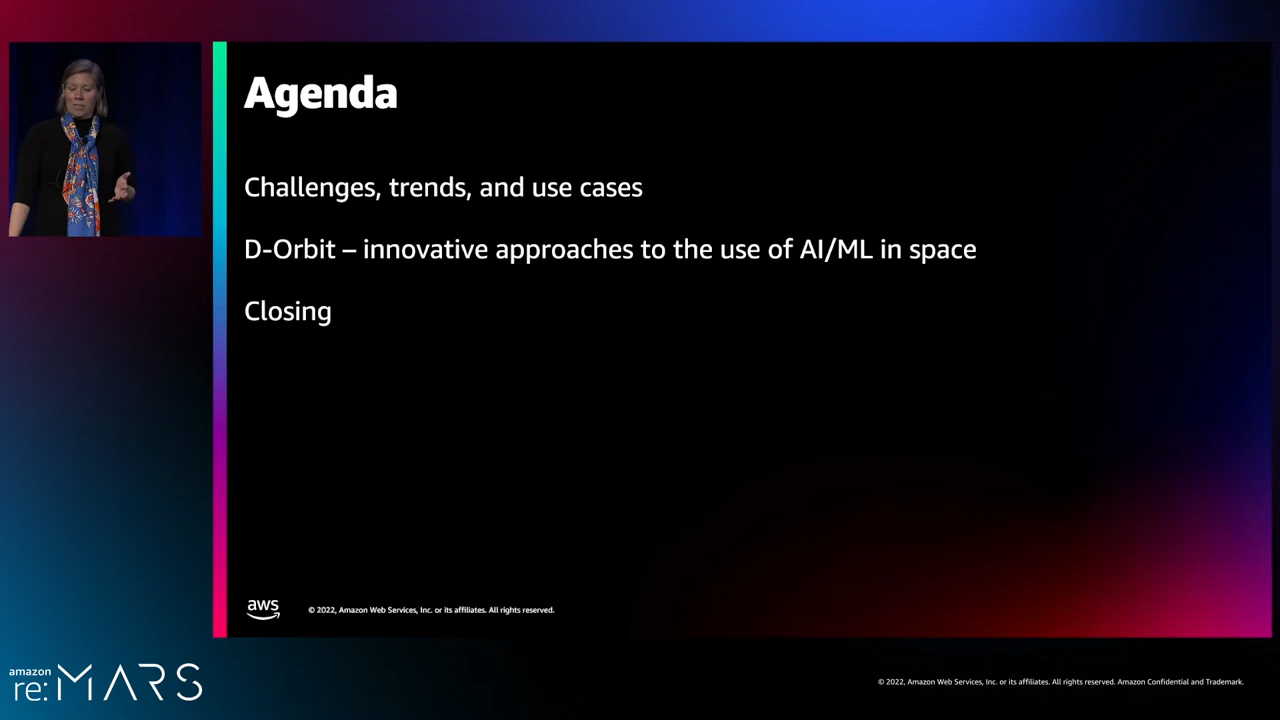 Agenda
Challenges, trends, and use cases
D-Orbit – innovative approaches to the use of AI/ML in space
Closing
aws
© 2022, Amazon Web Services, Inc. or its affiliates. All rights reserved.
amazon
re:MARS
© 2022, Amazon Web Services, Inc. or its affiliates. All rights reserved. Amazon Confidential and Trademark.